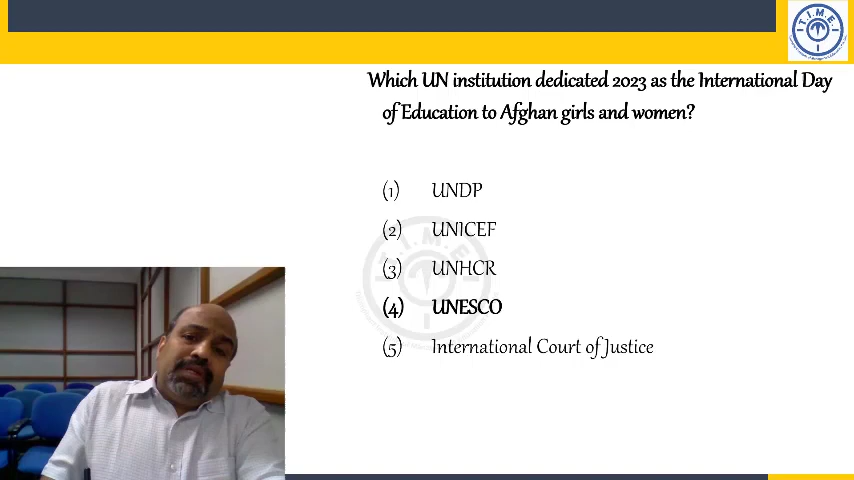 T.I.M.E.
Which UN institution dedicated 2023 as the International Day
of Education to Afghan girls and women?
(1) UNDP
(2) UNICEF
(3) UNHCR
(4) UNESCO
(5) International Court of Justice